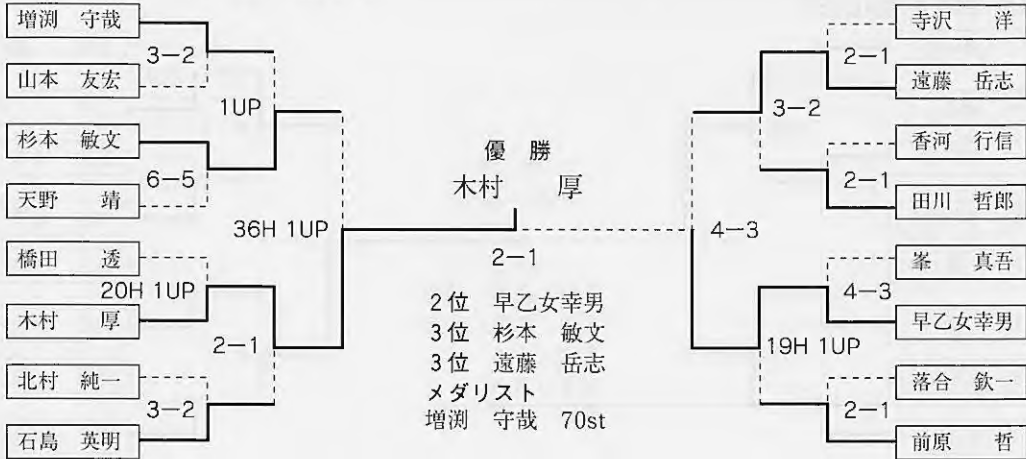 増渕 守哉
3−2
山本 友宏
1UP
杉本 敏文
6−5
天野 靖
36H 1UP
橋田 透
20H 1UP
木村 厚
2−1
北村 純一
3−2
石島 英明
優 勝
木村 厚
2−1
2位 早乙女幸男
3位 杉本 敏文
3位 遠藤 岳志
メダリスト
増渕 守哉 70st
寺沢 洋
2−1
遠藤 岳志
3−2
香河 行信
2−1
田川 哲郎
4−3
峯 真吾
4−3
早乙女幸男
19H 1UP
落合 欽一
2−1
前原 哲